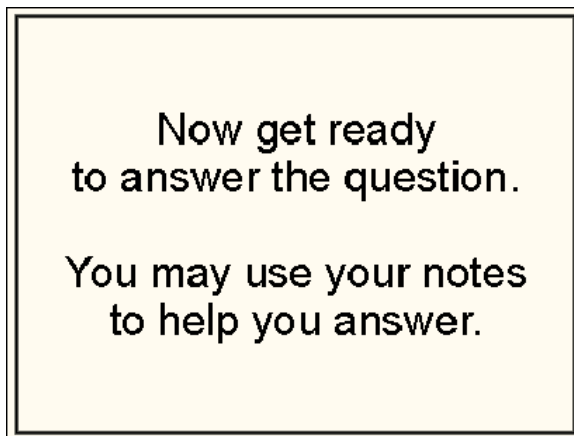 Now get ready
to answer the question.
You may use your notes
to help you answer.